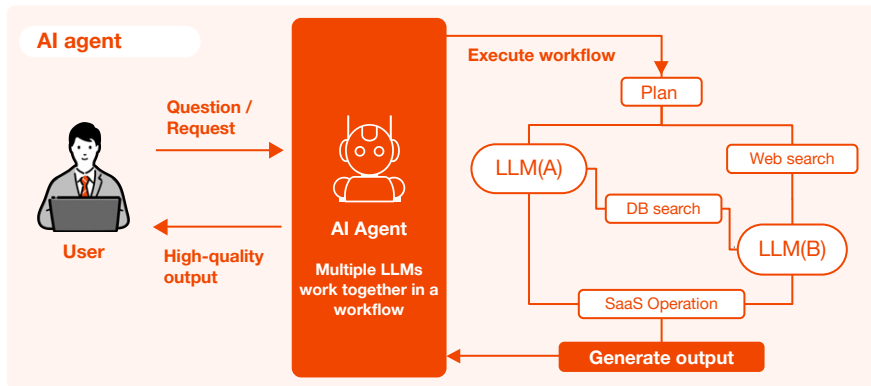 AI agent
Question /
Request
User
High-quality
output
AI Agent
Multiple LLMs
work together in a
workflow
Execute workflow
Plan
LLM(A)
Web search
DB search
LLM(B)
SaaS Operation
Generate output